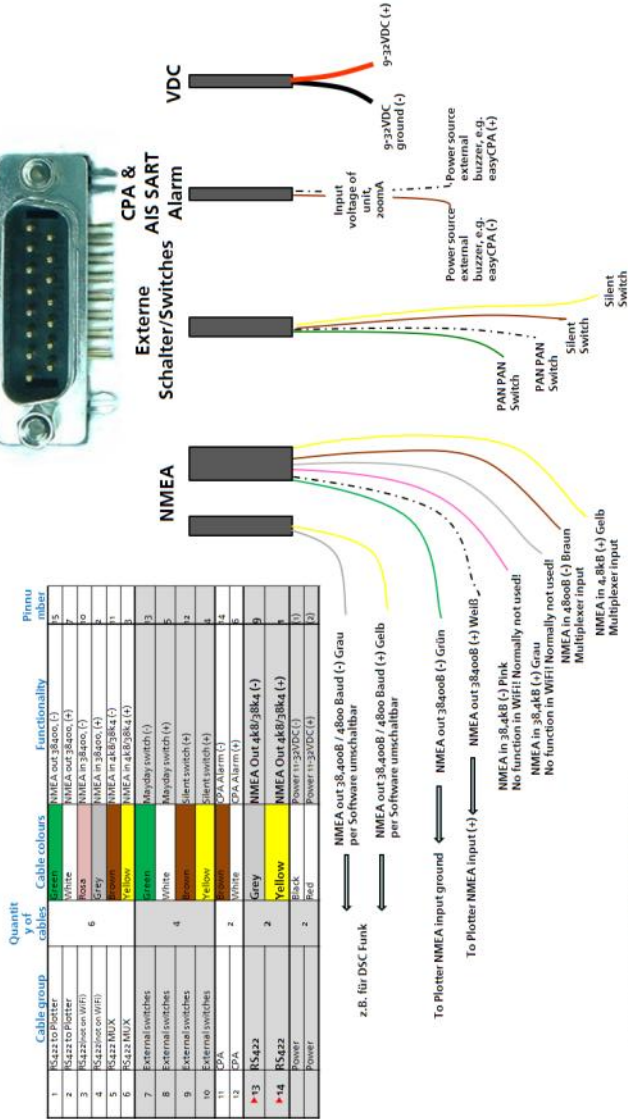 Cable group Quantit y of cables Cable colours Functionality Pinnu mber
1 RS422 to Plotter 6 Green NMEA out 38400, (-) 15
2 RS422 to Plotter White NMEA out 38400, (+) 7
3 RS422(not on WiFi) Rosa NMEA in 38400, (-) 10
4 RS422(not on WiFi) Grey NMEA in 38400, (+) 2
5 RS422 MUX Brown NMEA in 4k8/38k4 (-) 11
6 RS422 MUX Yellow NMEA in 4k8/38k4 (+) 3
7 External switches 4 Green Mayday switch (-) 13
8 External switches White Mayday switch (+) 5
9 External switches Brown Silent switch (+) 12
10 External switches Yellow Silent switch (+) 4
11 CPA 2 Brown CPA Alarm (-) 14
12 CPA White CPA Alarm (+) 6
13 RS422 2 Grey NMEA Out 4k8/38k4 (-) 9
14 RS422 Yellow NMEA Out 4k8/38k4 (+) 1
Power 2 Black Power 11-32VDC(-) (1)
Power Red Power 11-32VDC(+) (2)
NMEA
Externe
Schalter/Switches
CPA &
AIS SART
Alarm
VDC
z.B. für DSC Funk
NMEA out 38,400B / 4800 Baud (-) Grau
per Software umschaltbar
NMEA out 38,400B / 4800 Baud (+) Gelb
per Software umschaltbar
To Plotter NMEA input ground
NMEA out 38400B (-) Grün
To Plotter NMEA input (+)
NMEA out 38400B (+) Weiß
NMEA in 38,4kB (-) Pink
No function in WiFi! Normally not used!
NMEA in 38,4kB (+) Grau
No function in WiFi! Normally not used!
NMEA in 4800B (-) Braun
Multiplexer input
NMEA in 4,8kB (+) Gelb
Multiplexer input
PAN PAN
Switch
PAN PAN
Switch
Silent
Switch
Silent
Switch
Input
voltage of
unit,
200mA
Power source
external
buzzer, e.g.
easyCPA (-)
Power source
external
buzzer, e.g.
easyCPA (+)
9-32VDC
ground (-)
9-32VDC (+)